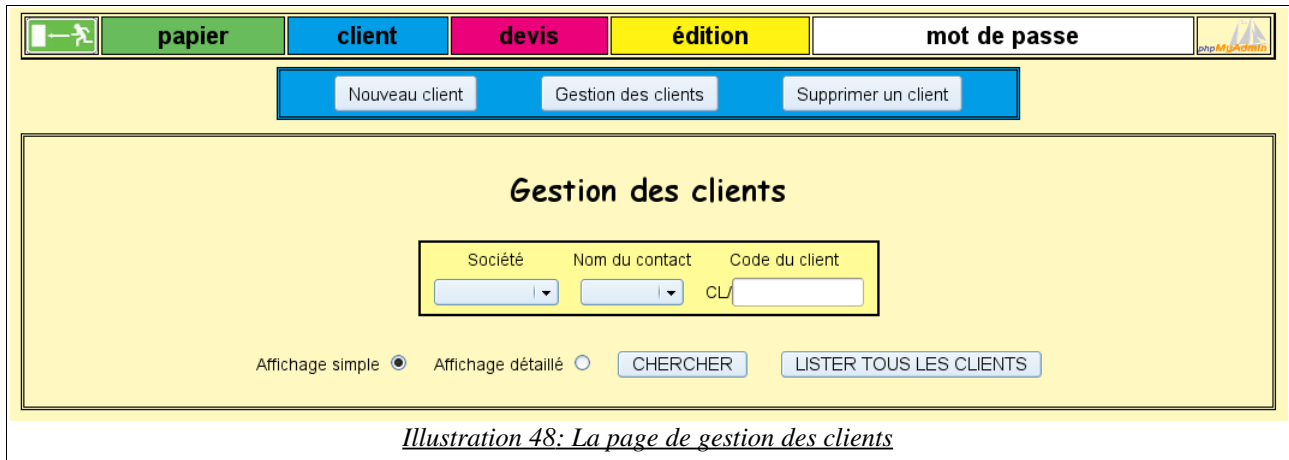 papier client devis édition mot de passe phpMyAdmin
Nouveau client Gestion des clients Supprimer un client
Gestion des clients
Société Nom du contact Code du client
CL/
Affichage simple Affichage détaillé CHERCHER LISTER TOUS LES CLIENTS
Illustration 48: La page de gestion des clients